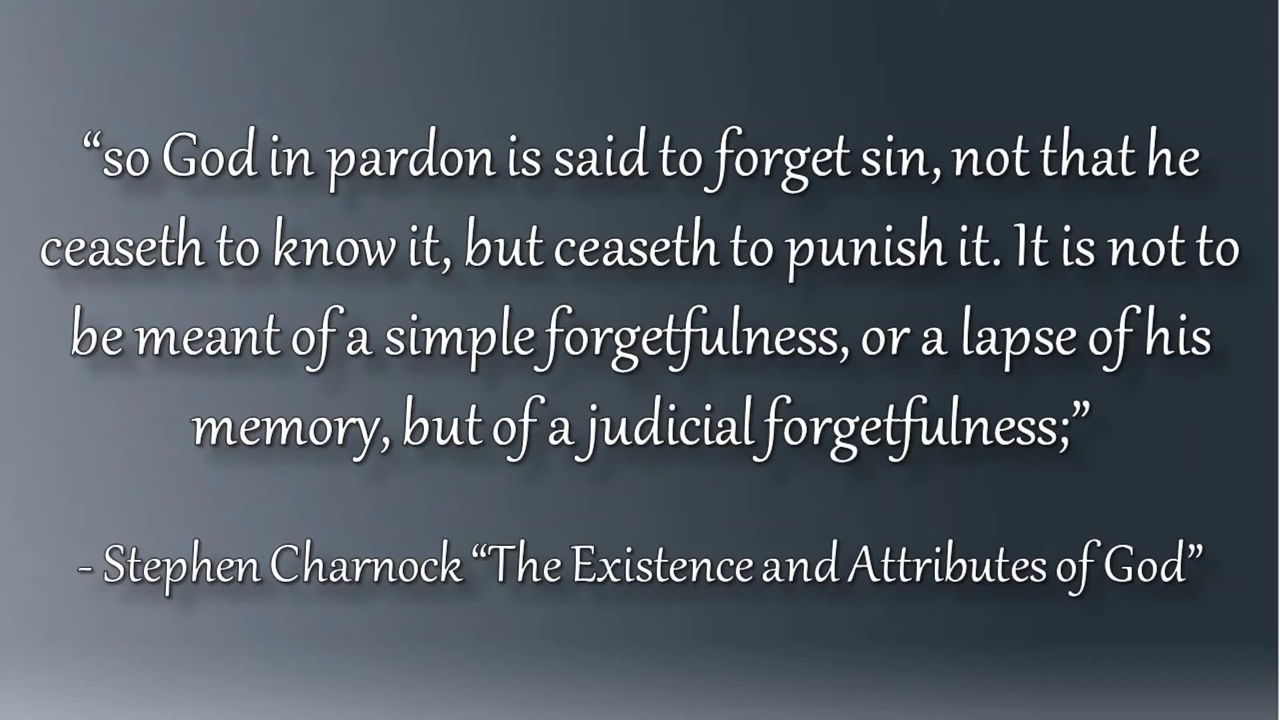 “so God in pardon is said to forget sin, not that he
ceaseth to know it, but ceaseth to punish it. It is not to
be meant of a simple forgetfulness, or a lapse of his
memory, but of a judicial forgetfulness;”
- Stephen Charnock “The Existence and Attributes of God”